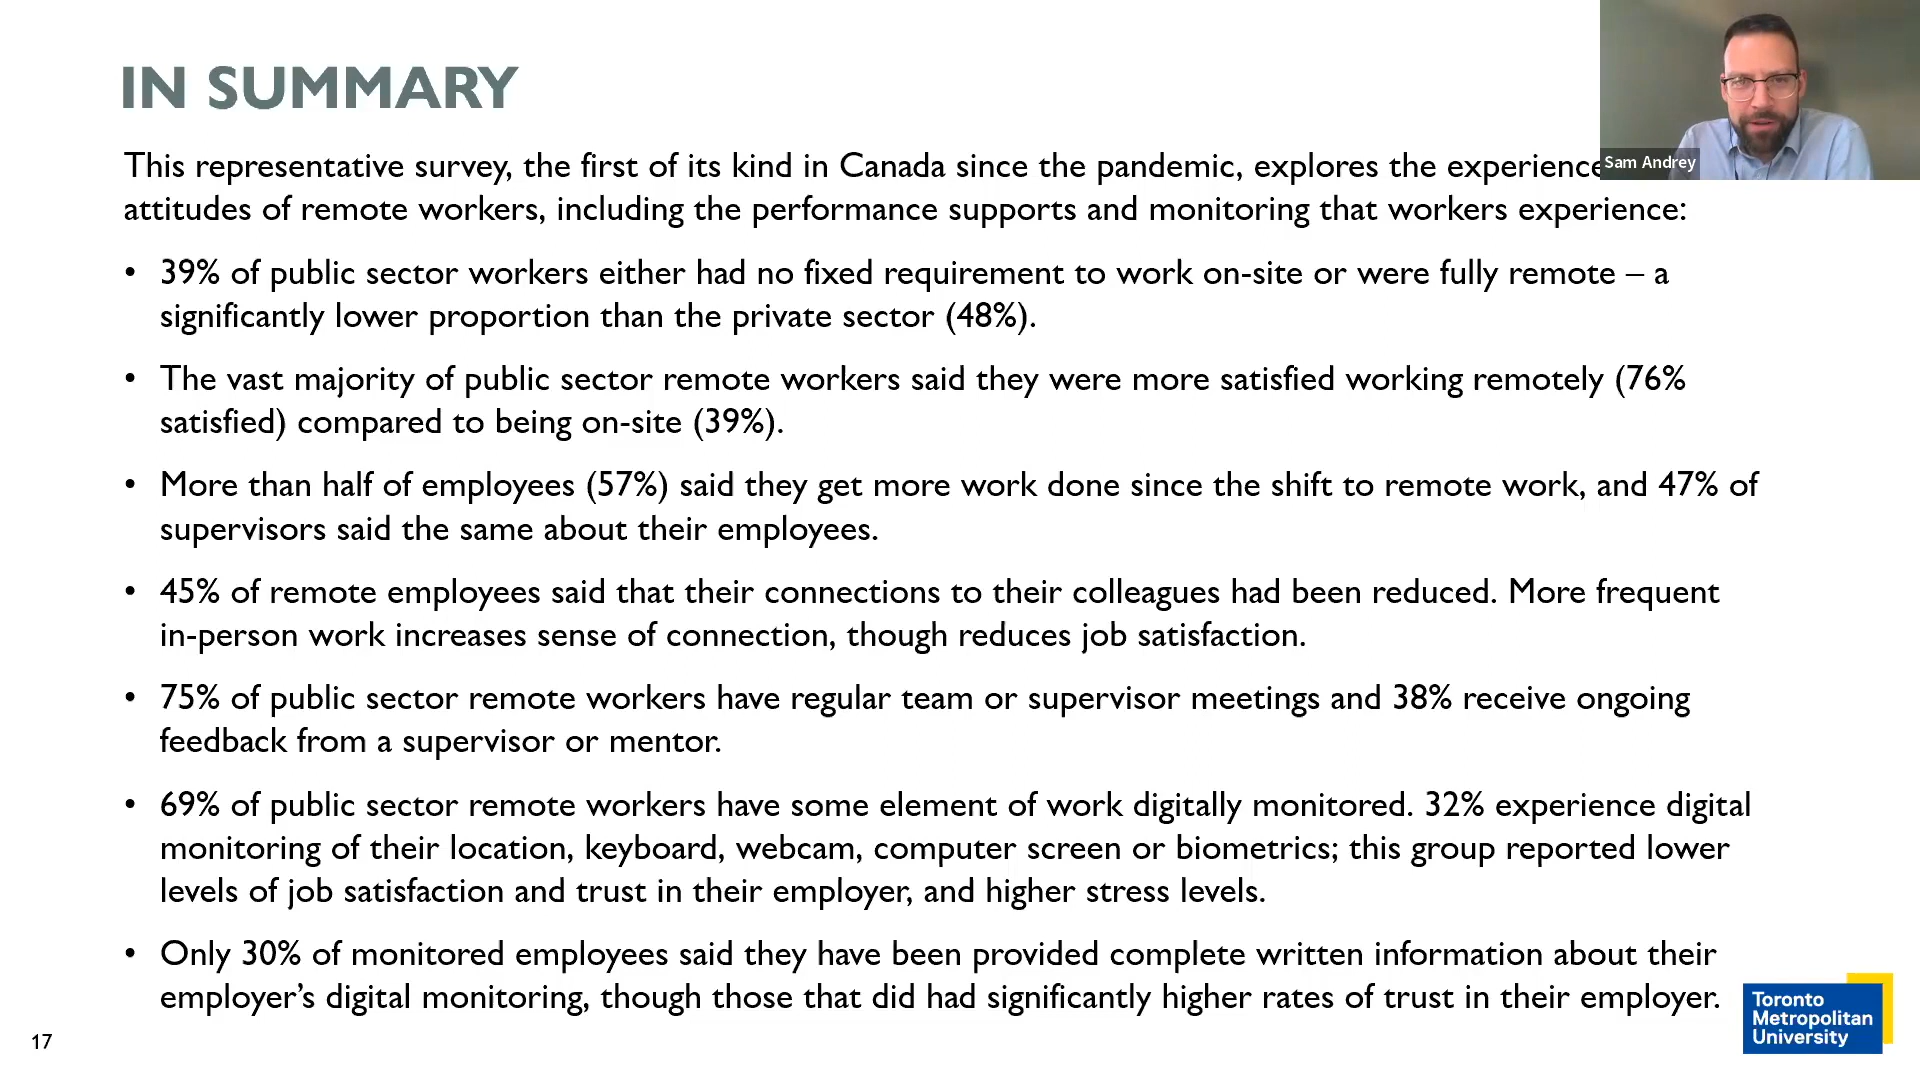 IN SUMMARY
Sam Andrey
This representative survey, the first of its kind in Canada since the pandemic, explores the experience
attitudes of remote workers, including the performance supports and monitoring that workers experience:
• 39% of public sector workers either had no fixed requirement to work on-site or were fully remote – a
significantly lower proportion than the private sector (48%).
• The vast majority of public sector remote workers said they were more satisfied working remotely (76%
satisfied) compared to being on-site (39%).
• More than half of employees (57%) said they get more work done since the shift to remote work, and 47% of
supervisors said the same about their employees.
• 45% of remote employees said that their connections to their colleagues had been reduced. More frequent
in-person work increases sense of connection, though reduces job satisfaction.
• 75% of public sector remote workers have regular team or supervisor meetings and 38% receive ongoing
feedback from a supervisor or mentor.
• 69% of public sector remote workers have some element of work digitally monitored. 32% experience digital
monitoring of their location, keyboard, webcam, computer screen or biometrics; this group reported lower
levels of job satisfaction and trust in their employer, and higher stress levels.
• Only 30% of monitored employees said they have been provided complete written information about their
employer’s digital monitoring, though those that did had significantly higher rates of trust in their employer.
Toronto
Metropolitan
University
17